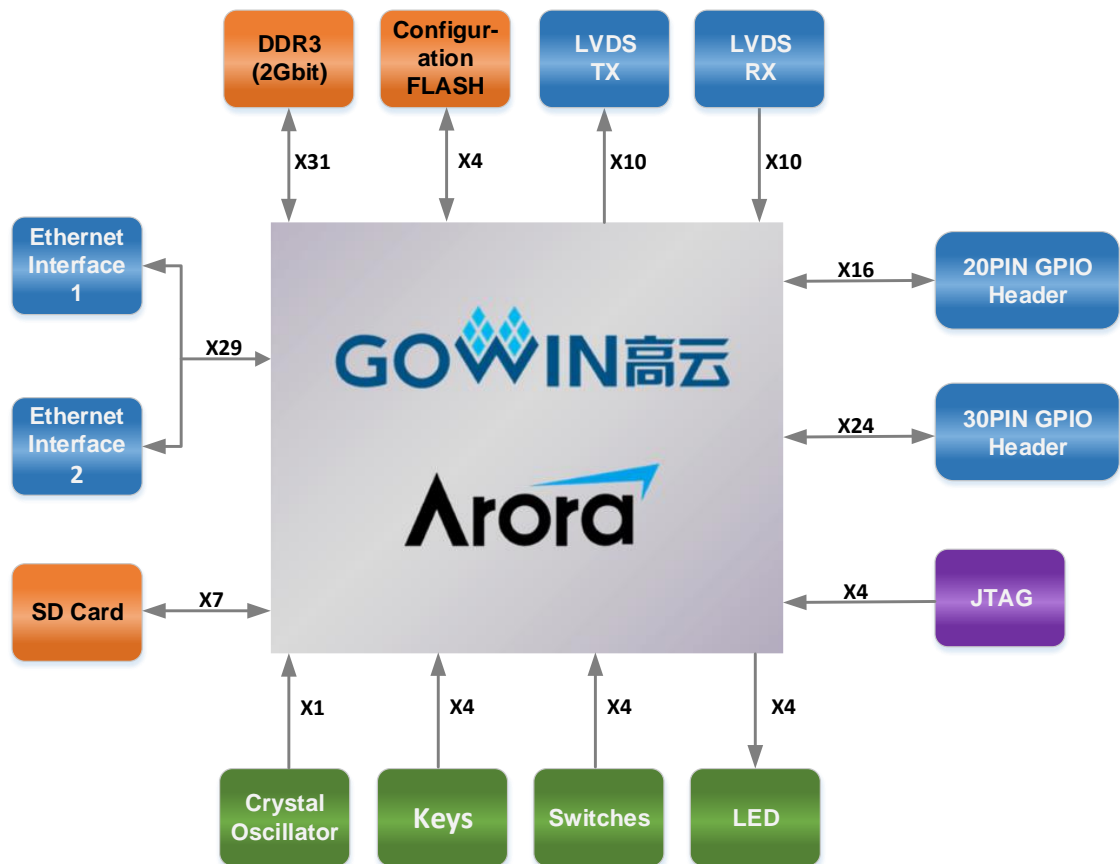 DDR3
(2Gbit)
Configur-
ation
FLASH
LVDS
TX
LVDS
RX
X31
X4
X10
X10
Ethernet
Interface
1
X29
Ethernet
Interface
2
SD Card
X7
GOWIN高云
Arora
X16
20PIN GPIO
Header
X24
30PIN GPIO
Header
X4
JTAG
X1
X4
X4
X4
Crystal
Oscillator
Keys
Switches
LED